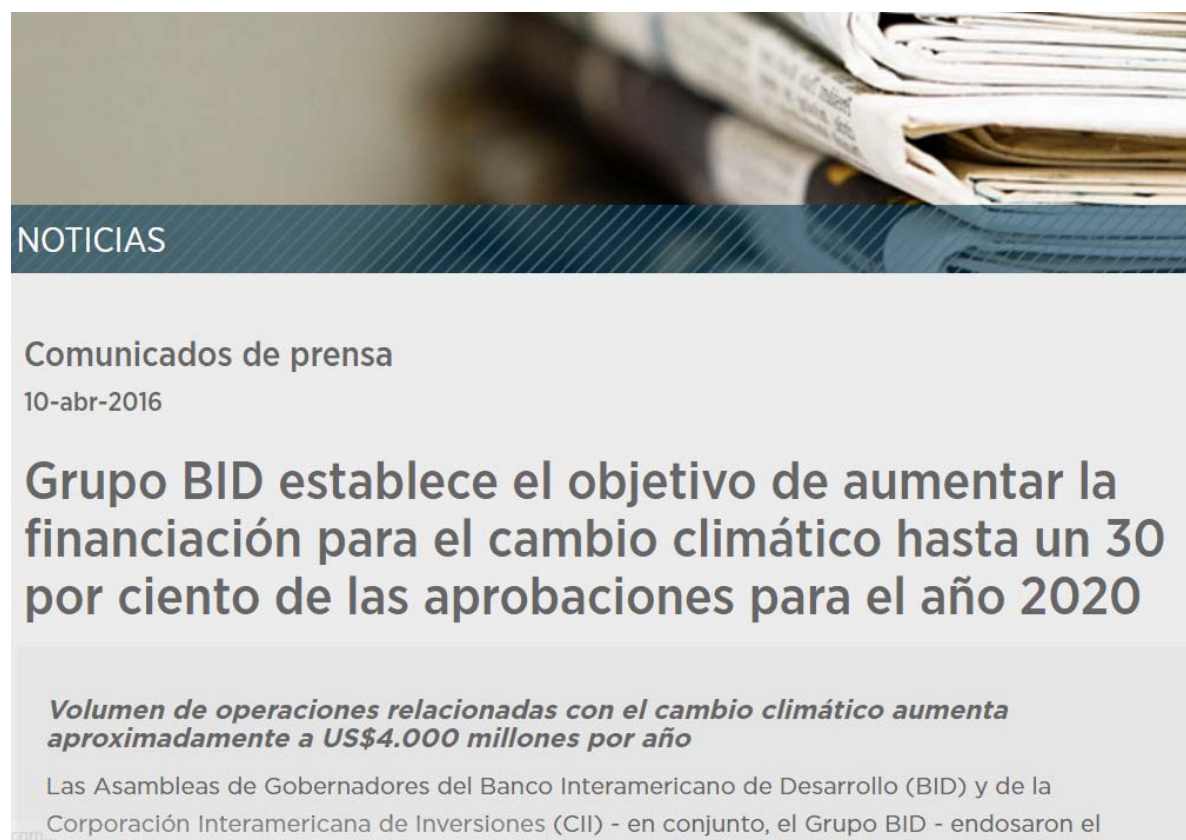 NOTICIAS
Comunicados de prensa
10-abr-2016
Grupo BID establece el objetivo de aumentar la
financiación para el cambio climático hasta un 30
por ciento de las aprobaciones para el año 2020
Volumen de operaciones relacionadas con el cambio climático aumenta
aproximadamente a US$4.000 millones por año
Las Asambleas de Gobernadores del Banco Interamericano de Desarrollo (BID) y de la
Corporación Interamericana de Inversiones (CII) - en conjunto, el Grupo BID - endosaron el